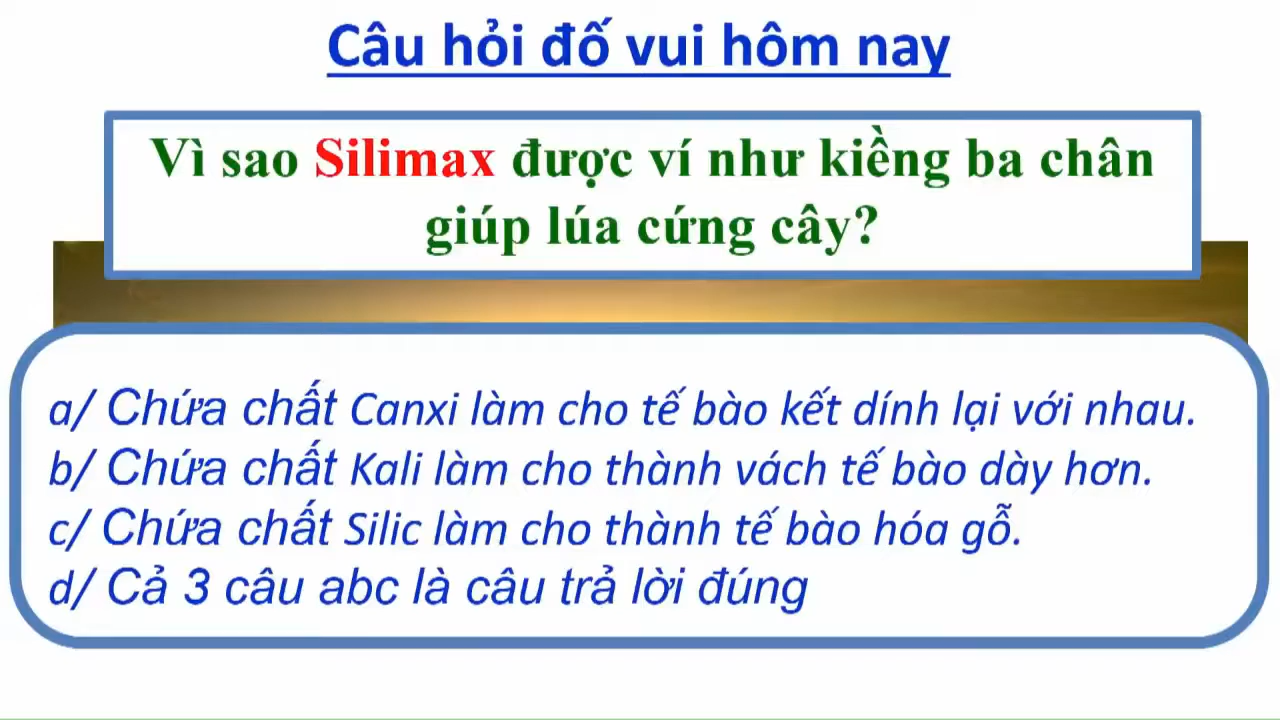 Câu hỏi đố vui hôm nay
Vì sao Silimax được ví như kiềng ba chân
giúp lúa cứng cây?
a/ Chứa chất Canxi làm cho tế bào kết dính lại với nhau.
b/ Chứa chất Kali làm cho thành vách tế bào dày hơn.
c/ Chứa chất Silic làm cho thành tế bào hóa gỗ.
d/ Cả 3 câu abc là câu trả lời đúng